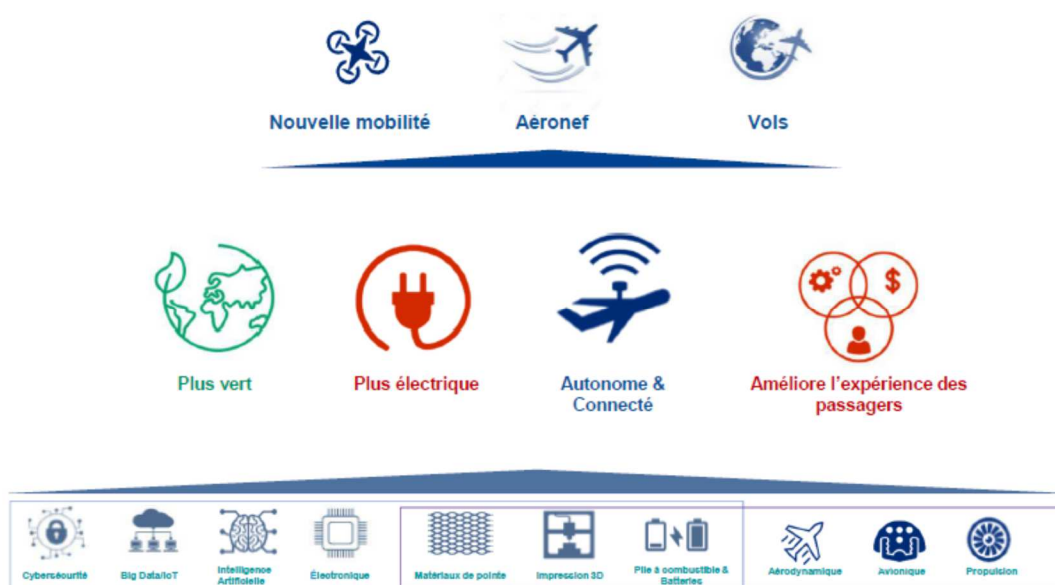 Nouvelle mobilité
Aéronef
Vols
$
Plus vert
Plus électrique
Autonome &
Connecté
Améliore l'expérience des
passagers
Cybersécurité
Big Data/IoT
Intelligence
Artificielle
Électronique
Matériaux de pointe
Impression 3D
Pile à combustible &
Batteries
Aérodynamique
Avionique
Propulsion